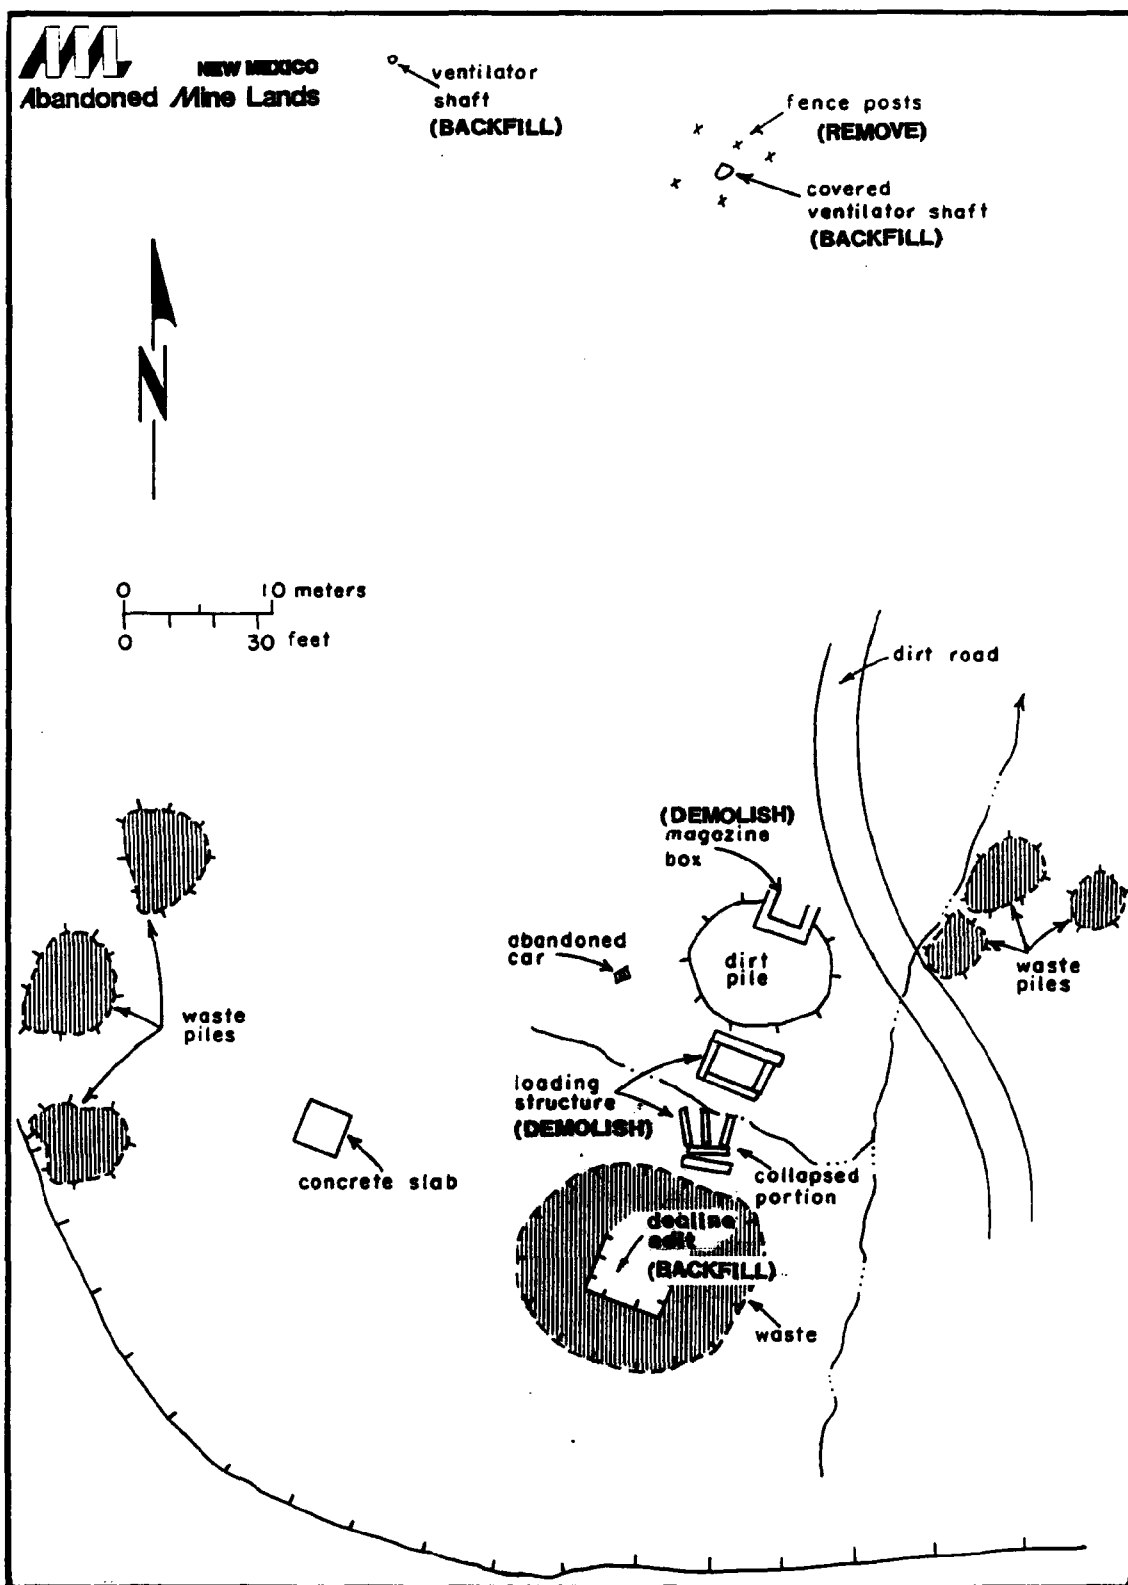 NEW MEXICO
Abandoned Mine Lands
ventilator
shaft
(BACKFILL)
fence posts
(REMOVE)
covered
ventilator shaft
(BACKFILL)
N
0 10 meters
0 30 feet
dirt road
(DEMOLISH)
magazine
box
abandoned
car
dirt
pile
waste
piles
waste
piles
loading
structure
(DEMOLISH)
concrete slab
collapsed
portion
decline
adit
(BACKFILL)
waste